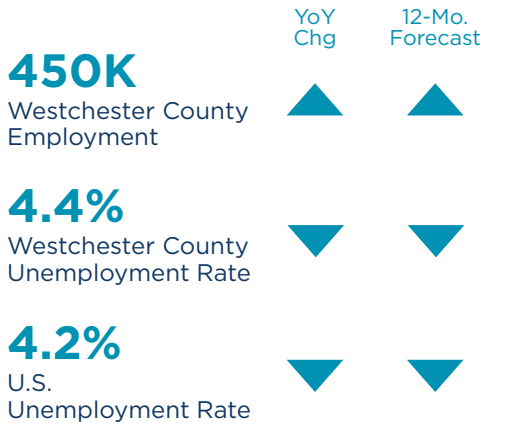 YoY
Chg
12-Mo.
Forecast
450K
Westchester County
Employment
4.4%
Westchester County
Unemployment Rate
4.2%
U.S.
Unemployment Rate